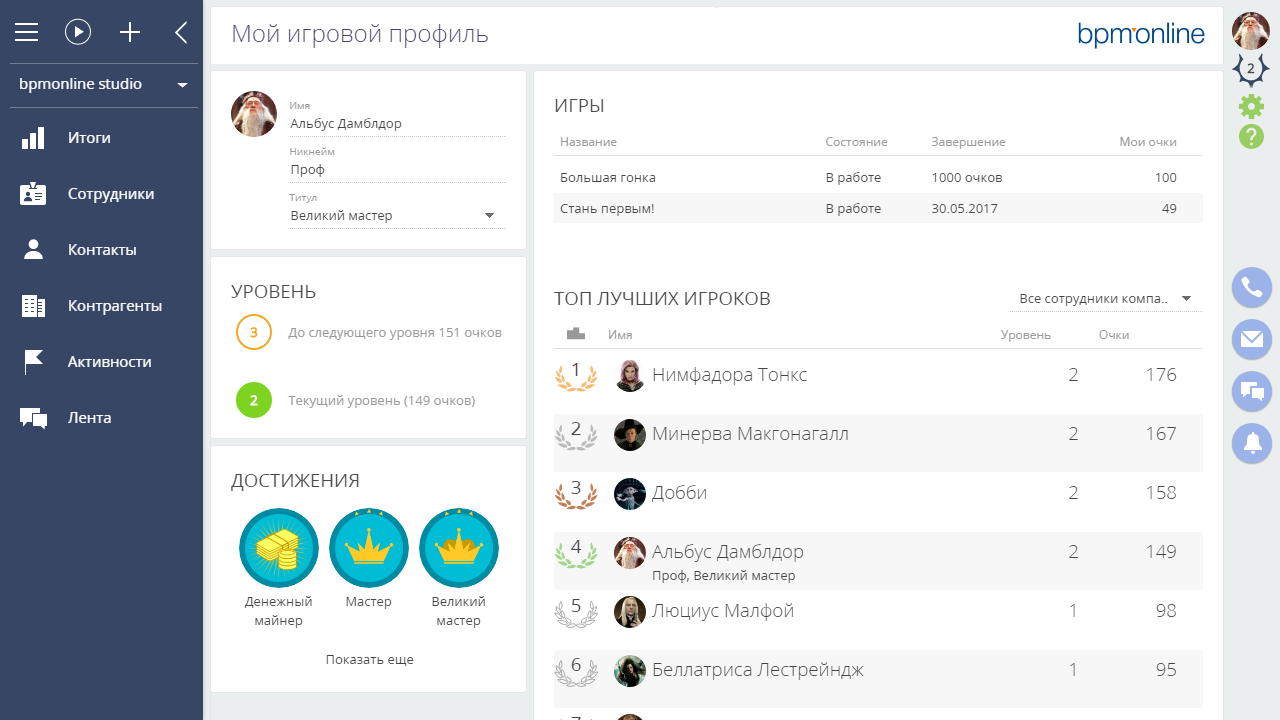 Мой игровой профиль
bpmonline
2
bpmonline studio
Итоги
Сотрудники
Контакты
Контрагенты
Активности
Лента
Имя
Альбус Дамблдор
Никнейм
Проф
Титул
Великий мастер
УРОВЕНЬ
3 До следующего уровня 151 очков
2 Текущий уровень (149 очков)
ДОСТИЖЕНИЯ
Денежный майнер
Мастер
Великий мастер
Показать еще
ИГРЫ
Название Состояние Завершение Мои очки
Большая гонка В работе 1000 очков 100
Стань первым! В работе 30.05.2017 49
ТОП ЛУЧШИХ ИГРОКОВ Все сотрудники компа..
Имя Уровень Очки
1 Нимфадора Тонкс 2 176
2 Минерва Макгонагалл 2 167
3 Добби 2 158
4 Альбус Дамблдор 2 149
Проф, Великий мастер
5 Люциус Малфой 1 98
6 Беллатриса Лестрейндж 1 95
7